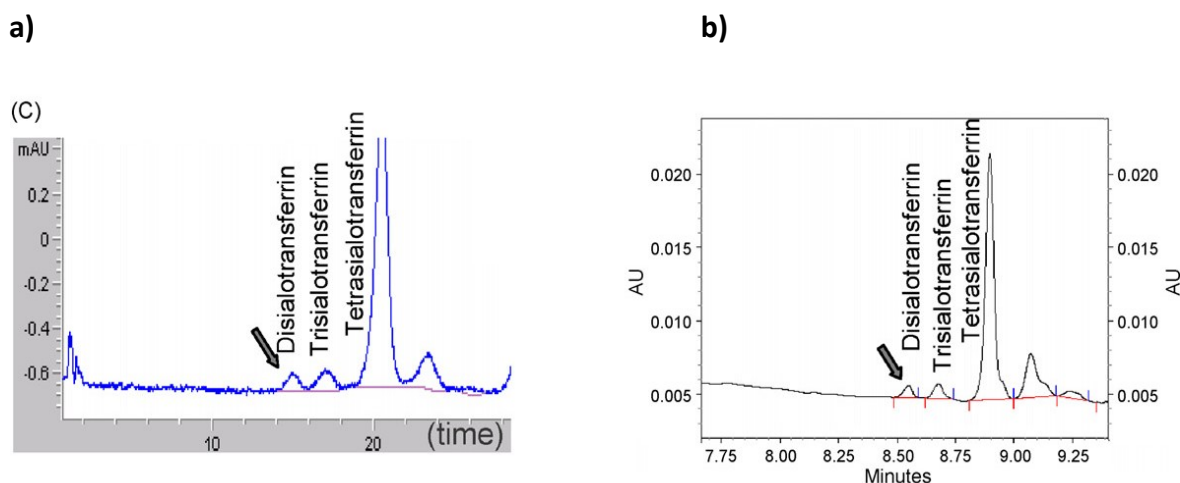 a)
b)
(C)
mAU
0.2
0
-0.2
-0.4
-0.6
10
20
(time)
Disialotransferrin
Trisialotransferrin
Tetrasialotransferrin
AU
0.020
0.015
0.010
0.005
Disialotransferrin
Trisialotransferrin
Tetrasialotransferrin
0.020
0.015
0.010
0.005
AU
7.75 8.00 8.25 8.50 8.75 9.00 9.25
Minutes